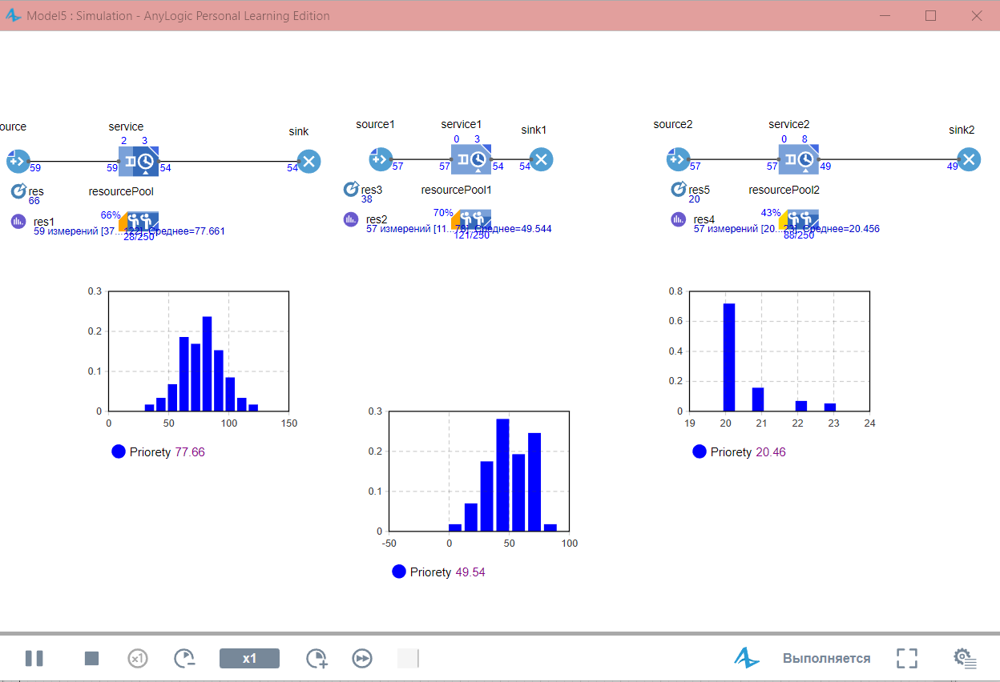 Model5 : Simulation - AnyLogic Personal Learning Edition
ource
service
sink
2 3
59
59
54
54
res
66
resourcePool
res1
66%
59 измерений [37...122]. Среднее=77.661
28/250
source1
service1
sink1
0 3
57
57
54
54
res3
38
resourcePool1
res2
70%
57 измерений [11...78]. Среднее=49.544
121/250
source2
service2
sink2
0 8
57
57
49
49
res5
20
resourcePool2
res4
43%
57 измерений [20...23]. Среднее=20.456
88/250
0.3
0.2
0.1
0
0 50 100 150
Priorety 77.66
0.3
0.2
0.1
0
-50 0 50 100
Priorety 49.54
0.8
0.6
0.4
0.2
0
19 20 21 22 23 24
Priorety 20.46
x1
x1
Выполняется